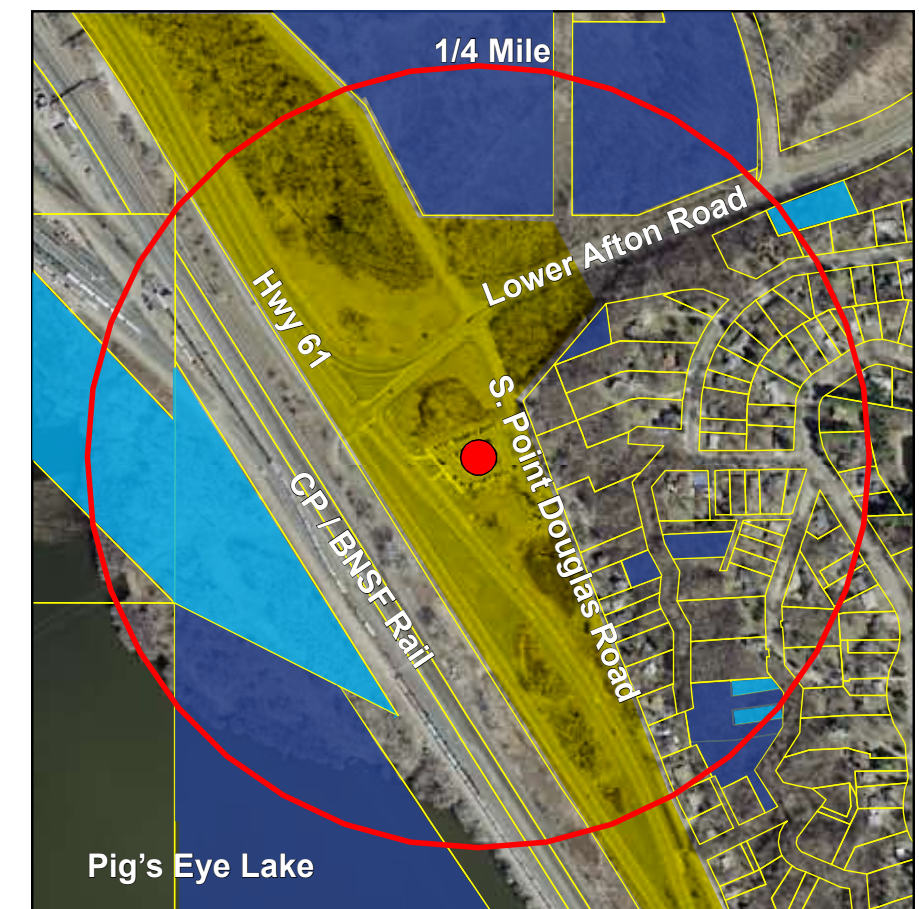 1/4 Mile
Lower Afton Road
Hwy 61
S. Point Douglas Road
CP / BNSF Rail
Pig's Eye Lake